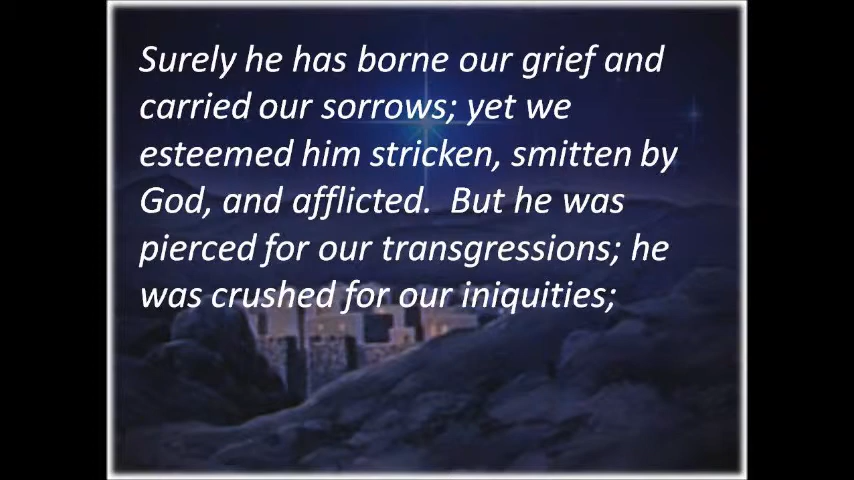 Surely he has borne our grief and
carried our sorrows; yet we
esteemed him stricken, smitten by
God, and afflicted.  But he was
pierced for our transgressions; he
was crushed for our iniquities;